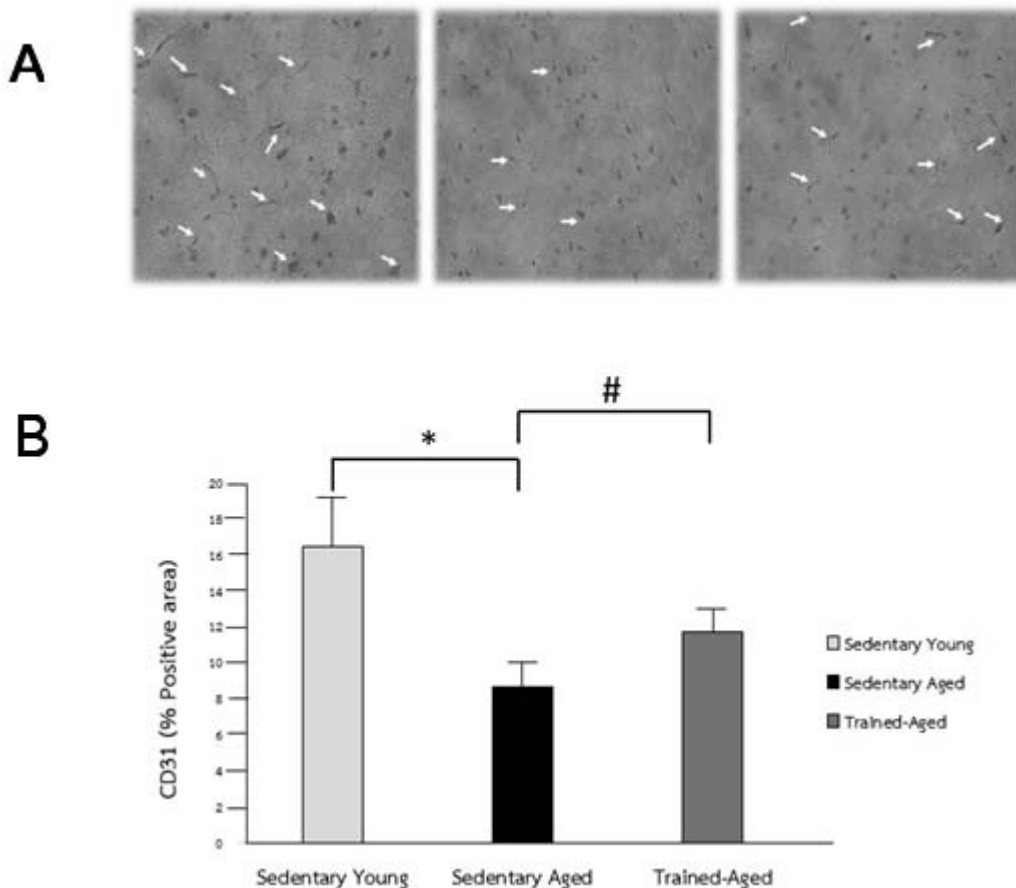 A
B
#
*
CD31 (% Positive area)
20
18
16
14
12
10
8
6
4
2
0
Sedentary Young
Sedentary Aged
Trained-Aged
Sedentary Young Sedentary Aged Trained-Aged